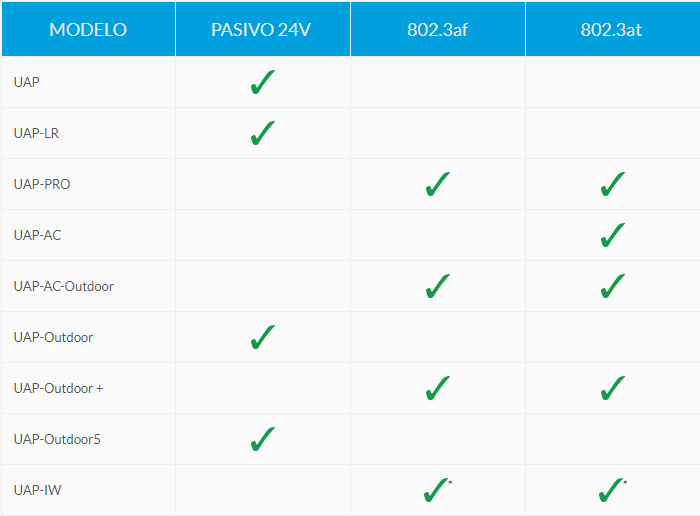 MODELO PASIVO 24V 802.3af 802.3at
UAP ✓
UAP-LR ✓
UAP-PRO ✓ ✓
UAP-AC ✓
UAP-AC-Outdoor ✓ ✓
UAP-Outdoor ✓
UAP-Outdoor + ✓ ✓
UAP-Outdoor5 ✓
UAP-IW ✓* ✓*